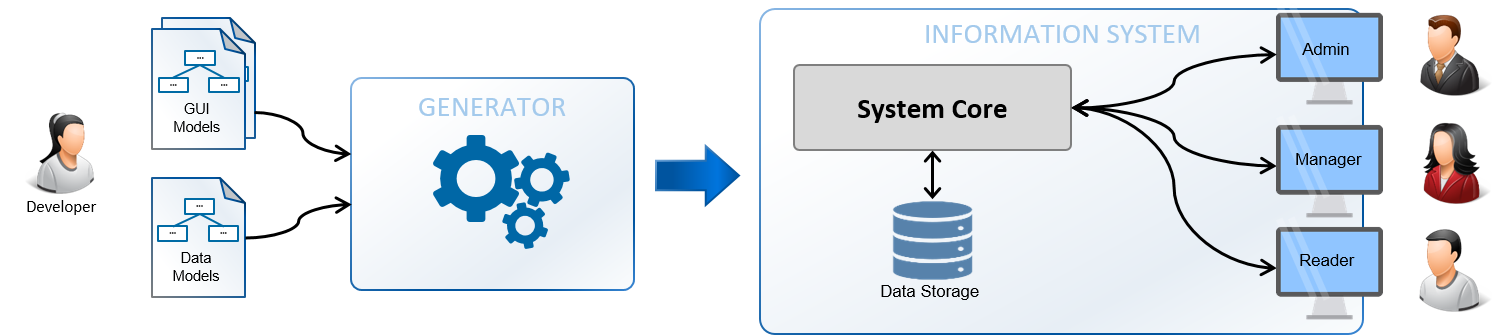 Developer
...
... ...
GUI
Models
...
... ...
Data
Models
GENERATOR
INFORMATION SYSTEM
System Core
Data Storage
Admin
Manager
Reader